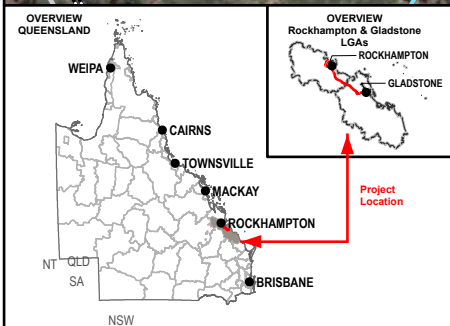 OVERVIEW
QUEENSLAND
WEIPA
CAIRNS
TOWNSVILLE
MACKAY
ROCKHAMPTON
BRISBANE
NT
QLD
SA
NSW
OVERVIEW
Rockhampton & Gladstone
LGAs
ROCKHAMPTON
GLADSTONE
Project
Location